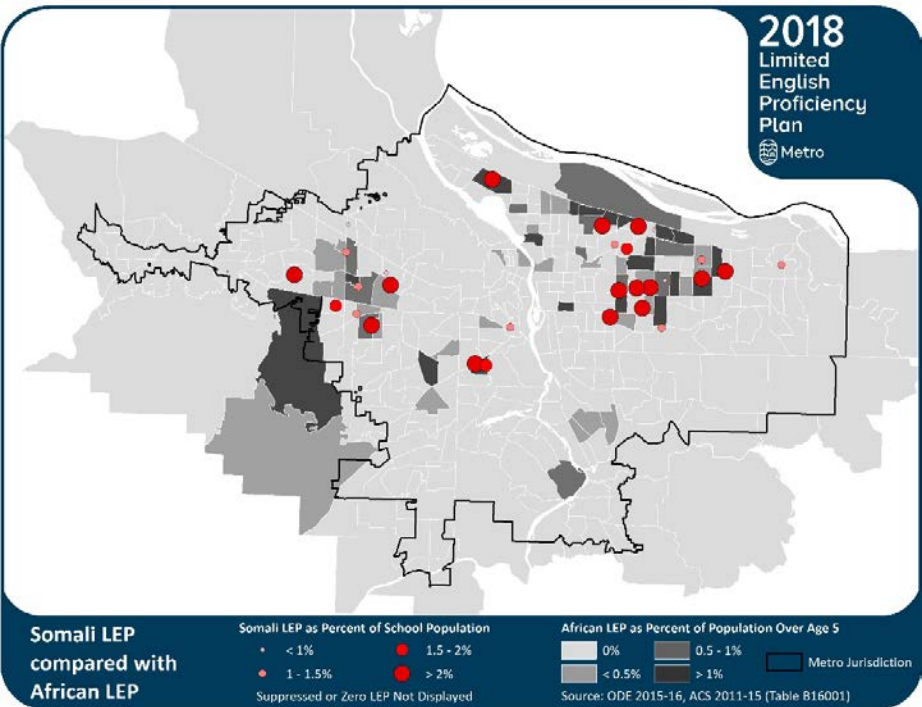 2018
Limited
English
Proficiency
Plan
Metro
Somali LEP
compared with
African LEP
Somali LEP as Percent of School Population
< 1%
1.5 - 2%
1 - 1.5%
> 2%
Suppressed or Zero LEP Not Displayed
African LEP as Percent of Population Over Age 5
0%
0.5 - 1%
< 0.5%
> 1%
Metro Jurisdiction
Source: ODE 2015-16, ACS 2011-15 (Table B16001)